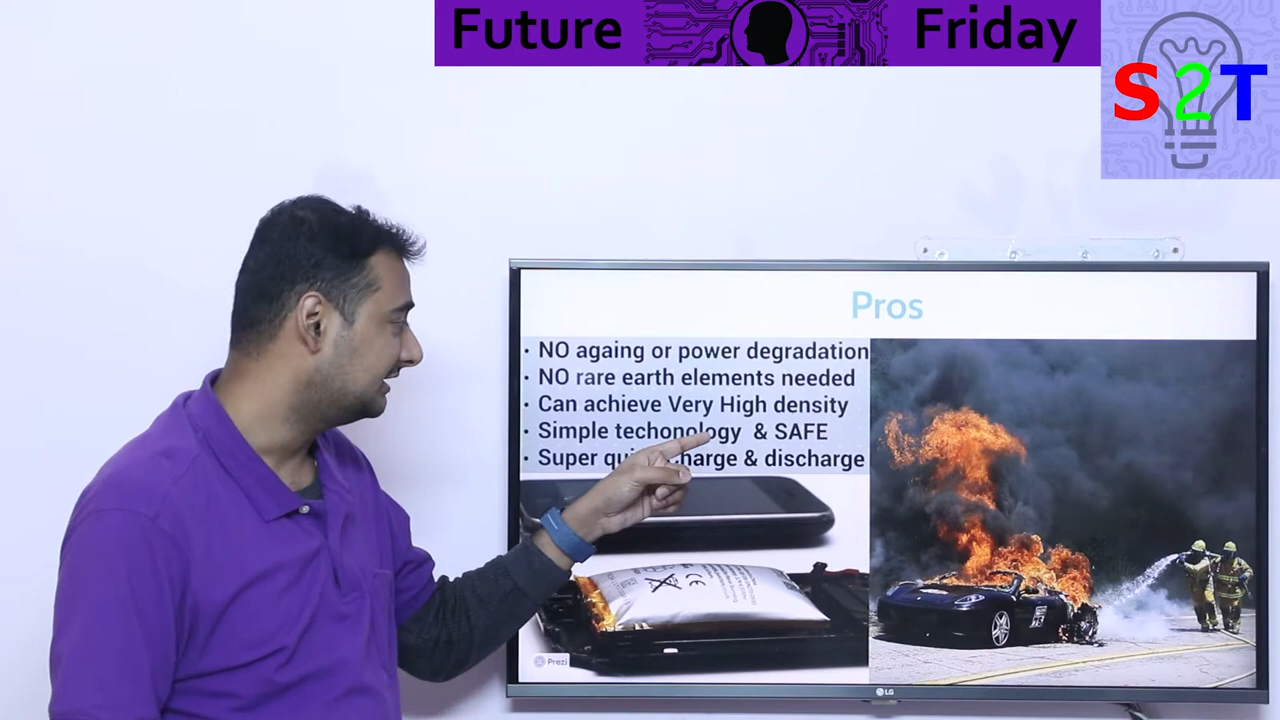 Future Friday
S2T
Pros
• NO againg or power degradation
• NO rare earth elements needed
• Can achieve Very High density
• Simple techonology & SAFE
• Super charge & discharge
Prezi
LG